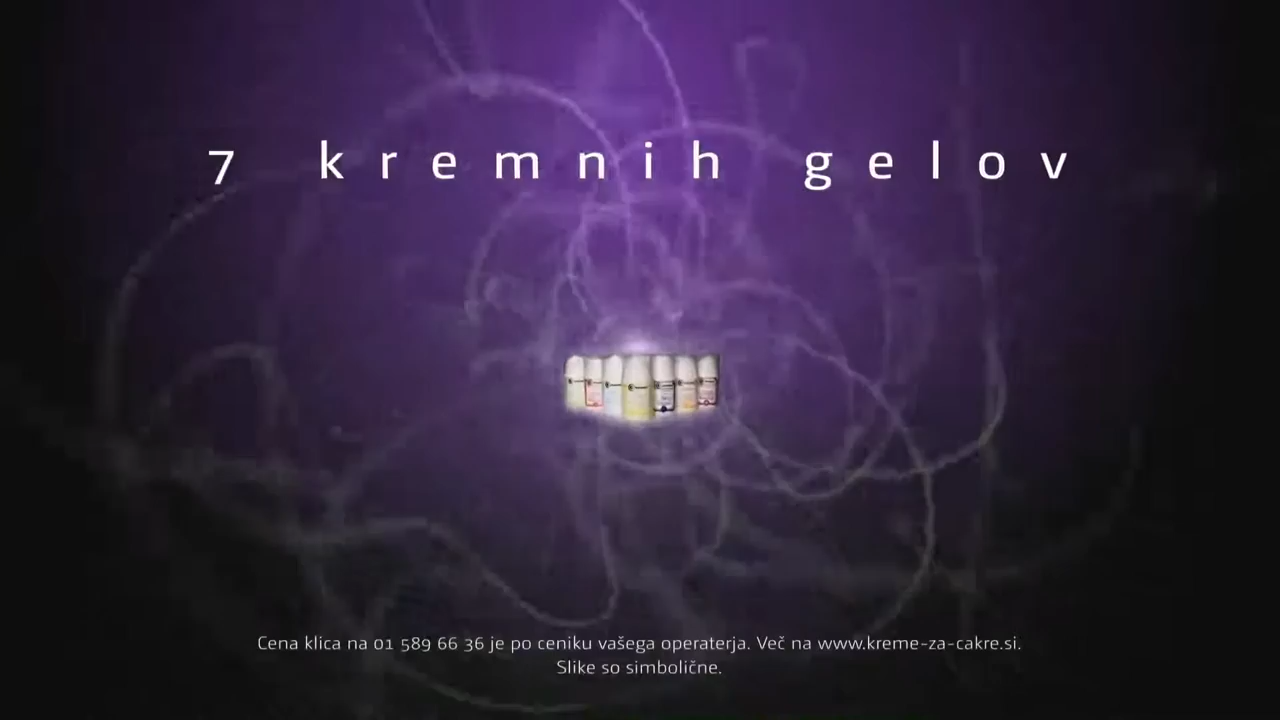 7 kremnih gelov
Cena klica na 01 589 66 36 je po ceniku vašega operaterja. Več na www.kreme-za-cakre.si.
Slike so simbolične.